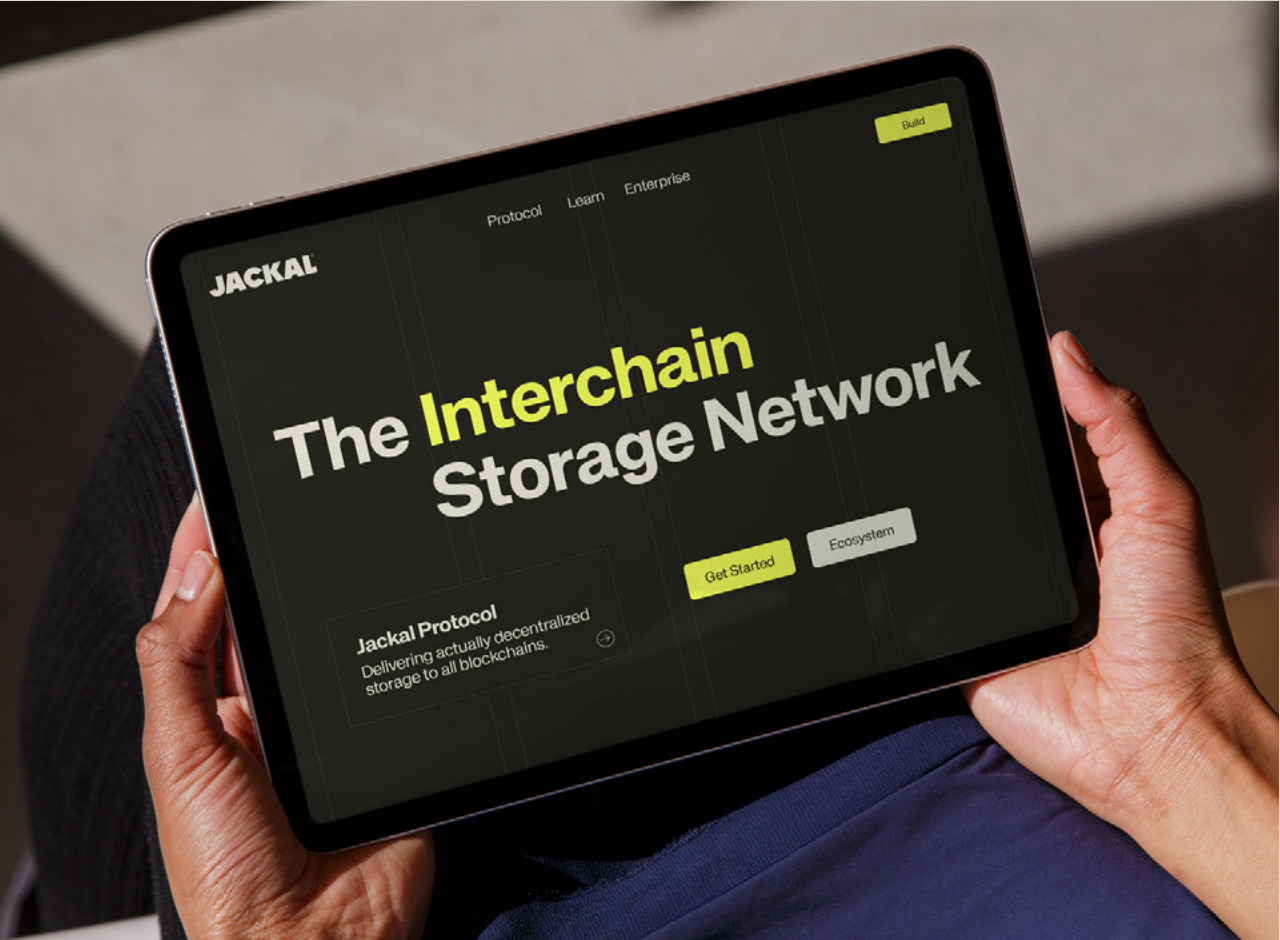 Build
Protocol Learn Enterprise
JACKAL
The Interchain
Storage Network
Get Started Ecosystem
Jackal Protocol
Delivering actually decentralized
storage to all blockchains.